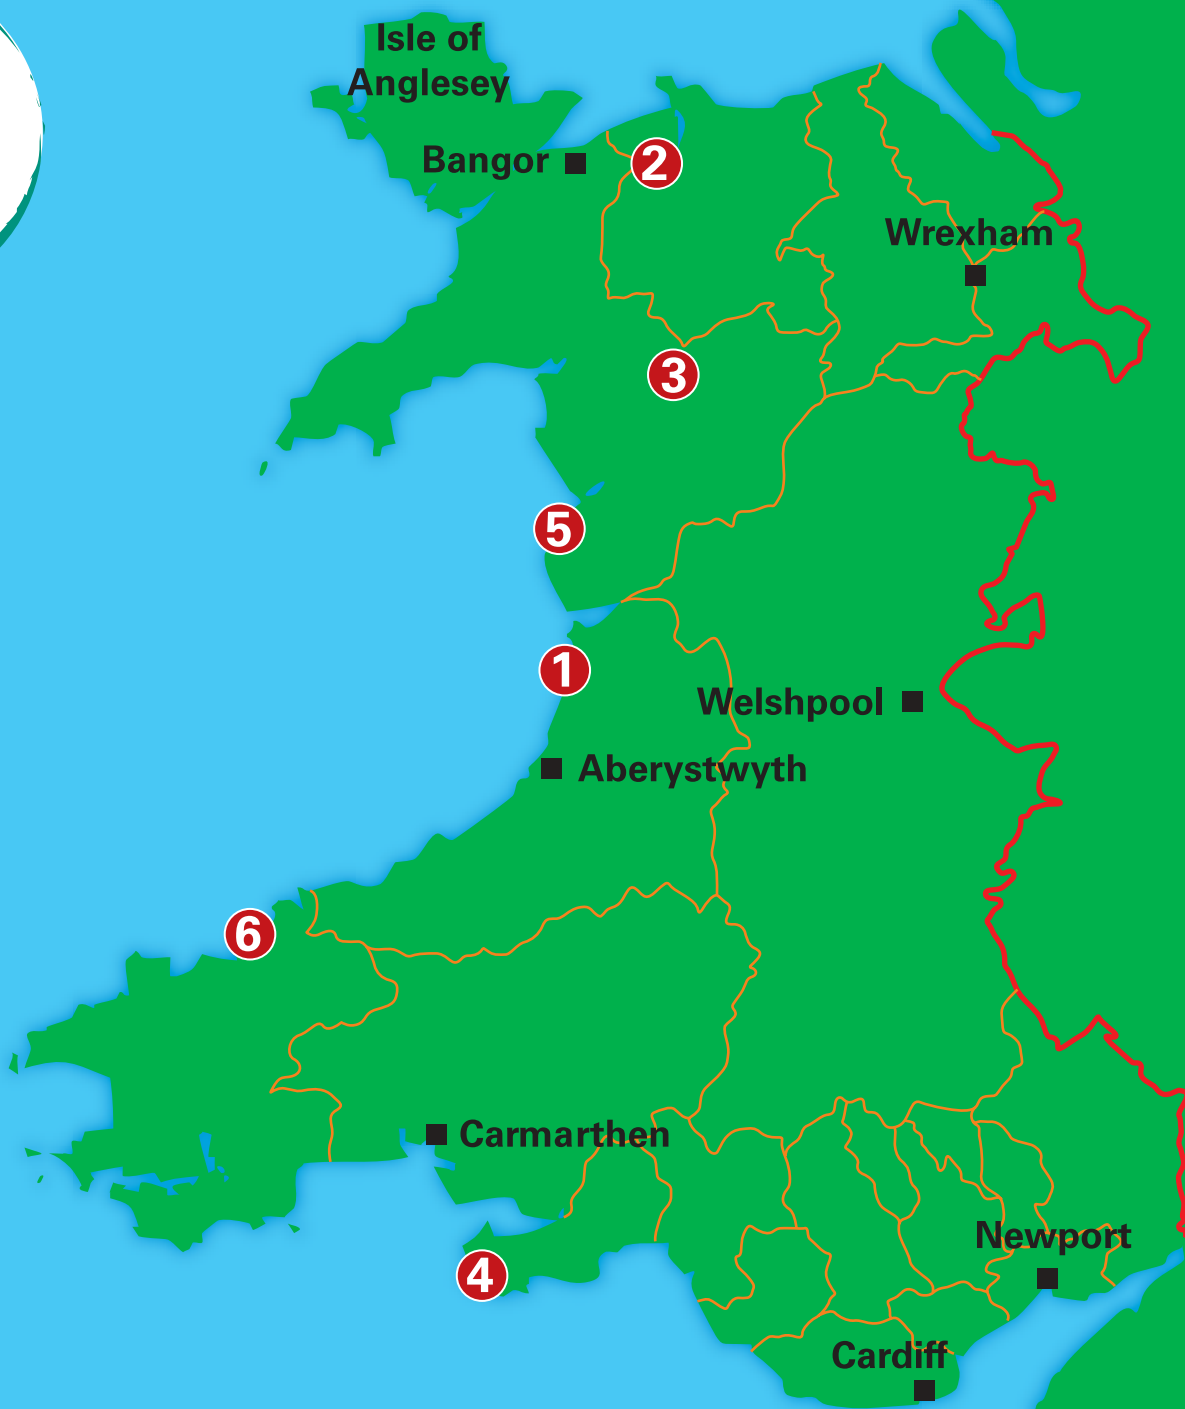 Isle of
Anglesey
Bangor
2
Wrexham
3
5
1
Welshpool
Aberystwyth
6
Carmarthen
Newport
4
Cardiff